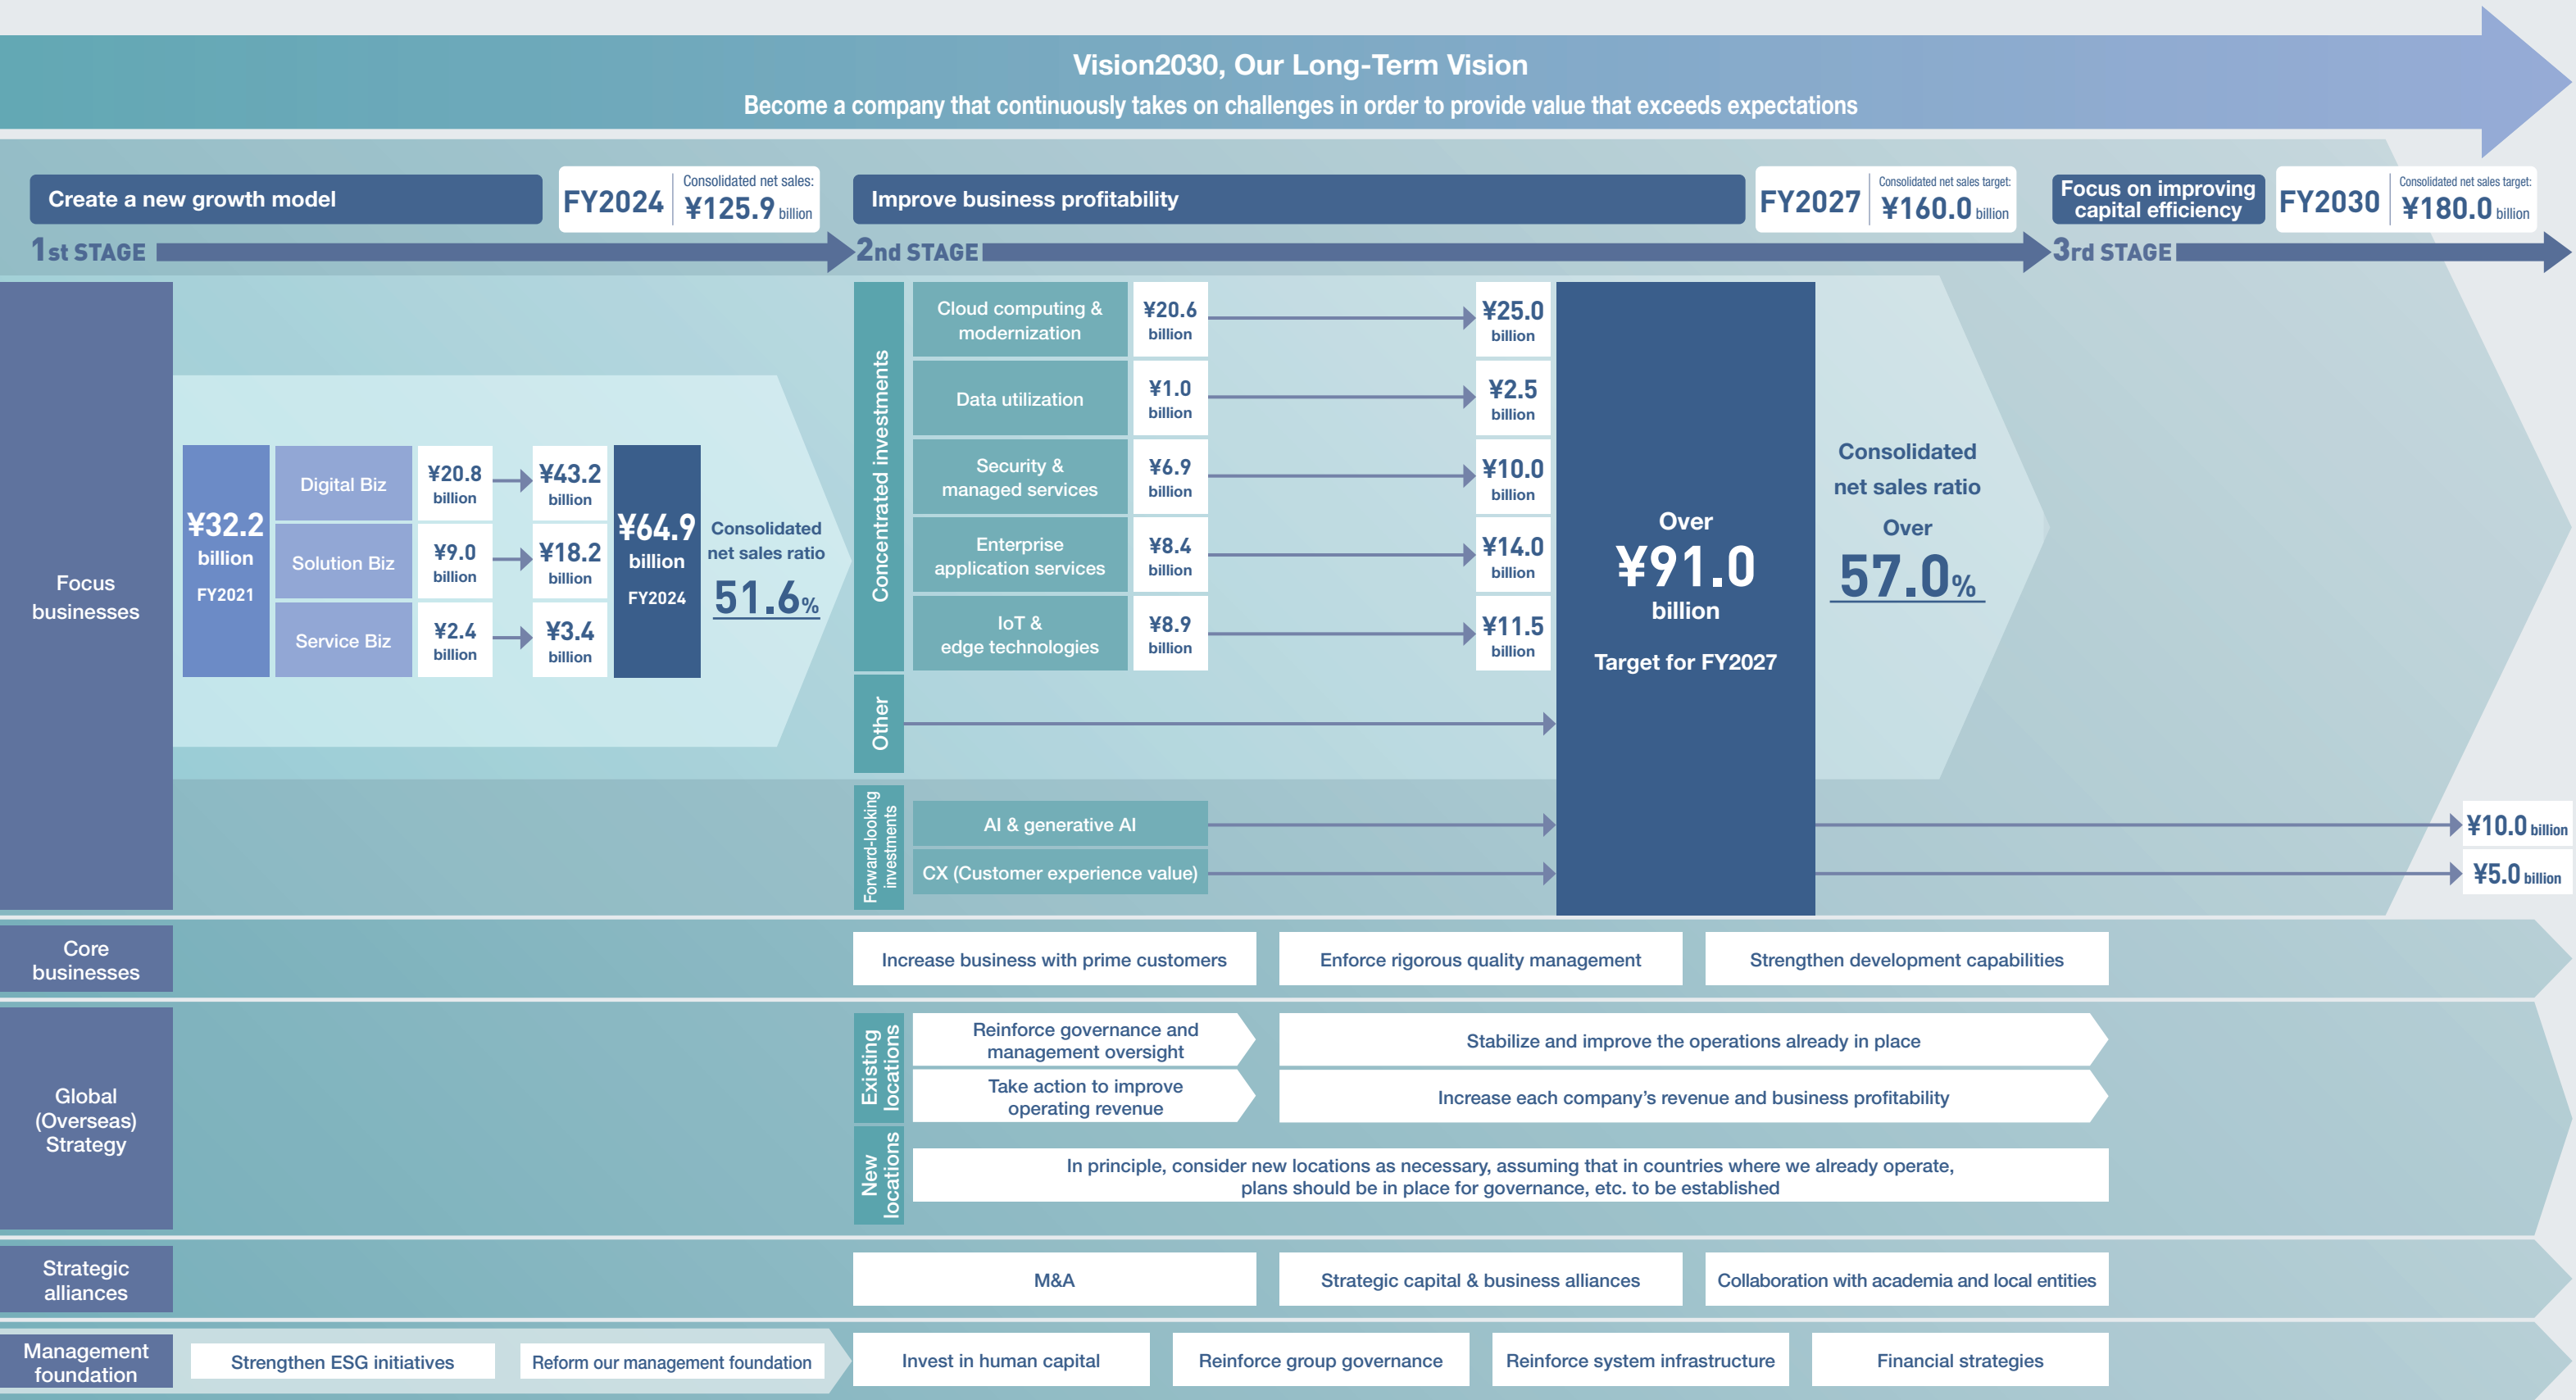 Vision2030, Our Long-Term Vision
Become a company that continuously takes on challenges in order to provide value that exceeds expectations
Create a new growth model
FY2024
Consolidated net sales:
¥125.9 billion
Improve business profitability
FY2027
Consolidated net sales target:
¥160.0 billion
Focus on improving
capital efficiency
FY2030
Consolidated net sales target:
¥180.0 billion
1st STAGE
2nd STAGE
3rd STAGE
Focus
businesses
¥32.2
billion
FY2021
Digital Biz
¥20.8
billion
¥43.2
billion
Solution Biz
¥9.0
billion
¥18.2
billion
Service Biz
¥2.4
billion
¥3.4
billion
¥64.9
billion
FY2024
Consolidated
net sales ratio
51.6%
Concentrated investments
Cloud computing &
modernization
¥20.6
billion
¥25.0
billion
Data utilization
¥1.0
billion
¥2.5
billion
Security &
managed services
¥6.9
billion
¥10.0
billion
Enterprise
application services
¥8.4
billion
¥14.0
billion
IoT &
edge technologies
¥8.9
billion
¥11.5
billion
Other
Over
¥91.0
billion
Target for FY2027
Consolidated
net sales ratio
Over
57.0%
Forward-looking
investments
AI & generative AI
¥10.0 billion
CX (Customer experience value)
¥5.0 billion
Core
businesses
Increase business with prime customers
Enforce rigorous quality management
Strengthen development capabilities
Global
(Overseas)
Strategy
Existing
locations
Reinforce governance and
management oversight
Stabilize and improve the operations already in place
Take action to improve
operating revenue
Increase each company's revenue and business profitability
New
locations
In principle, consider new locations as necessary, assuming that in countries where we already operate,
plans should be in place for governance, etc. to be established
Strategic
alliances
M&A
Strategic capital & business alliances
Collaboration with academia and local entities
Management
foundation
Strengthen ESG initiatives
Reform our management foundation
Invest in human capital
Reinforce group governance
Reinforce system infrastructure
Financial strategies